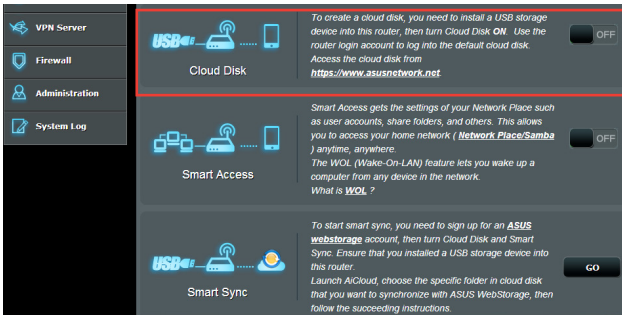 VPN Server
Firewall
Administration
System Log
USB
Cloud Disk
To create a cloud disk, you need to install a USB storage
device into this router, then turn Cloud Disk ON. Use the
router login account to log into the default cloud disk.
Access the cloud disk from
https://www.asusnetwork.net.
OFF
Smart Access
Smart Access gets the settings of your Network Place such
as user accounts, share folders, and others. This allows
you to access your home network ( Network Place/Samba
) anytime, anywhere.
The WOL (Wake-On-LAN) feature lets you wake up a
computer from any device in the network.
What is WOL ?
OFF
USB
Smart Sync
To start smart sync, you need to sign up for an ASUS
webstorage account, then turn Cloud Disk and Smart
Sync. Ensure that you installed a USB storage device into
this router.
Launch AiCloud, choose the specific folder in cloud disk
that you want to synchronize with ASUS WebStorage, then
follow the succeeding instructions.
GO